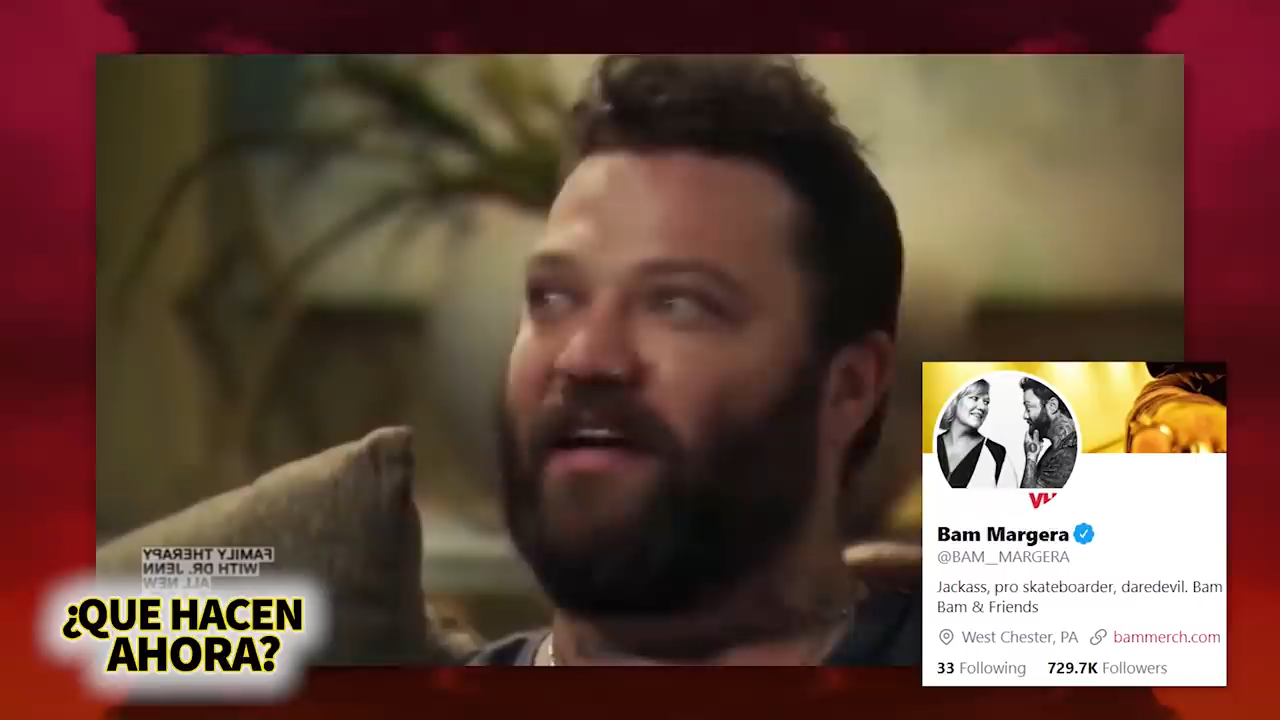 FAMILY THERAPY
WITH DR. JENN
ALL NEW
¿QUE HACEN
AHORA?
VH
Bam Margera
@BAM__MARGERA
Jackass, pro skateboarder, daredevil. Bam
Bam & Friends
West Chester, PA bammerch.com
33 Following 729.7K Followers